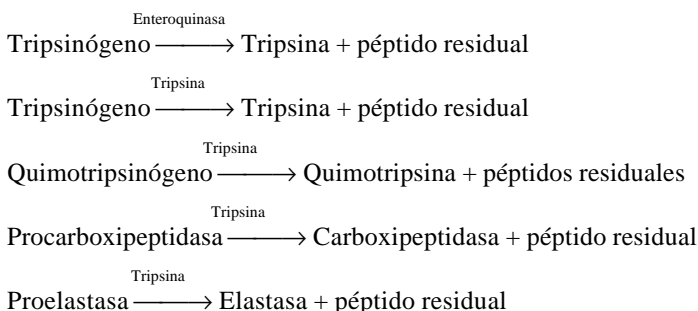 Enteroquinasa
Tripsinógeno ⟶ Tripsina + péptido residual
Tripsina
Tripsinógeno ⟶ Tripsina + péptido residual
Tripsina
Quimotripsinógeno ⟶ Quimotripsina + péptidos residuales
Tripsina
Procarboxipeptidasa ⟶ Carboxipeptidasa + péptido residual
Tripsina
Proelastasa ⟶ Elastasa + péptido residual